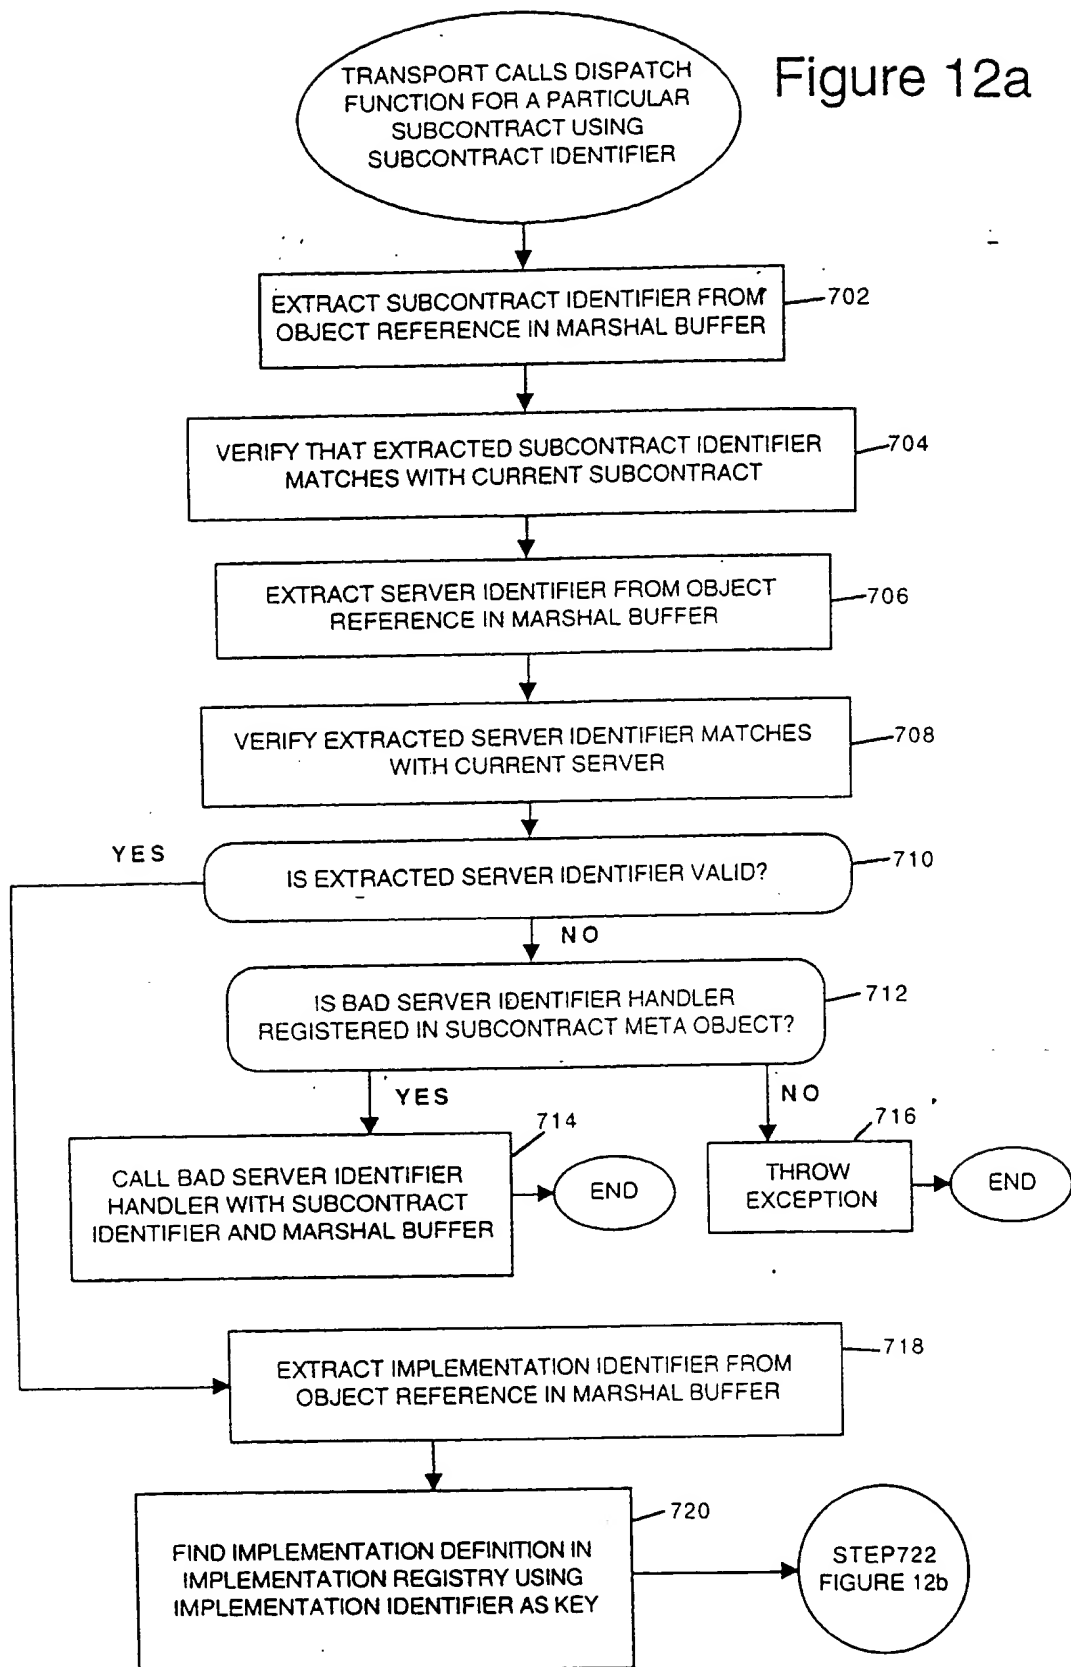 Figure 12a
TRANSPORT CALLS DISPATCH
FUNCTION FOR A PARTICULAR
SUBCONTRACT USING
SUBCONTRACT IDENTIFIER
EXTRACT SUBCONTRACT IDENTIFIER FROM
OBJECT REFERENCE IN MARSHAL BUFFER
702
VERIFY THAT EXTRACTED SUBCONTRACT IDENTIFIER
MATCHES WITH CURRENT SUBCONTRACT
704
EXTRACT SERVER IDENTIFIER FROM OBJECT
REFERENCE IN MARSHAL BUFFER
706
VERIFY EXTRACTED SERVER IDENTIFIER MATCHES
WITH CURRENT SERVER
708
YES
IS EXTRACTED SERVER IDENTIFIER VALID?
710
NO
IS BAD SERVER IDENTIFIER HANDLER
REGISTERED IN SUBCONTRACT META OBJECT?
712
YES
NO
714
CALL BAD SERVER IDENTIFIER
HANDLER WITH SUBCONTRACT
IDENTIFIER AND MARSHAL BUFFER
END
716
THROW
EXCEPTION
END
EXTRACT IMPLEMENTATION IDENTIFIER FROM
OBJECT REFERENCE IN MARSHAL BUFFER
718
FIND IMPLEMENTATION DEFINITION IN
IMPLEMENTATION REGISTRY USING
IMPLEMENTATION IDENTIFIER AS KEY
720
STEP722
FIGURE 12b